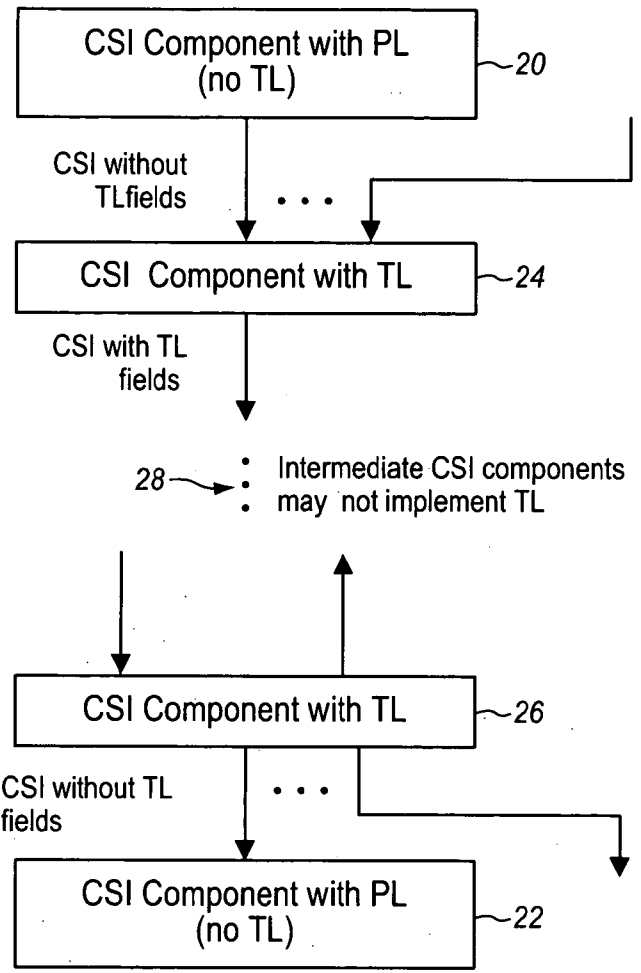 CSI Component with PL
(no TL)
20
CSI without
TLfields
CSI Component with TL
24
CSI with TL
fields
28
Intermediate CSI components
may not implement TL
CSI Component with TL
26
CSI without TL
fields
CSI Component with PL
(no TL)
22